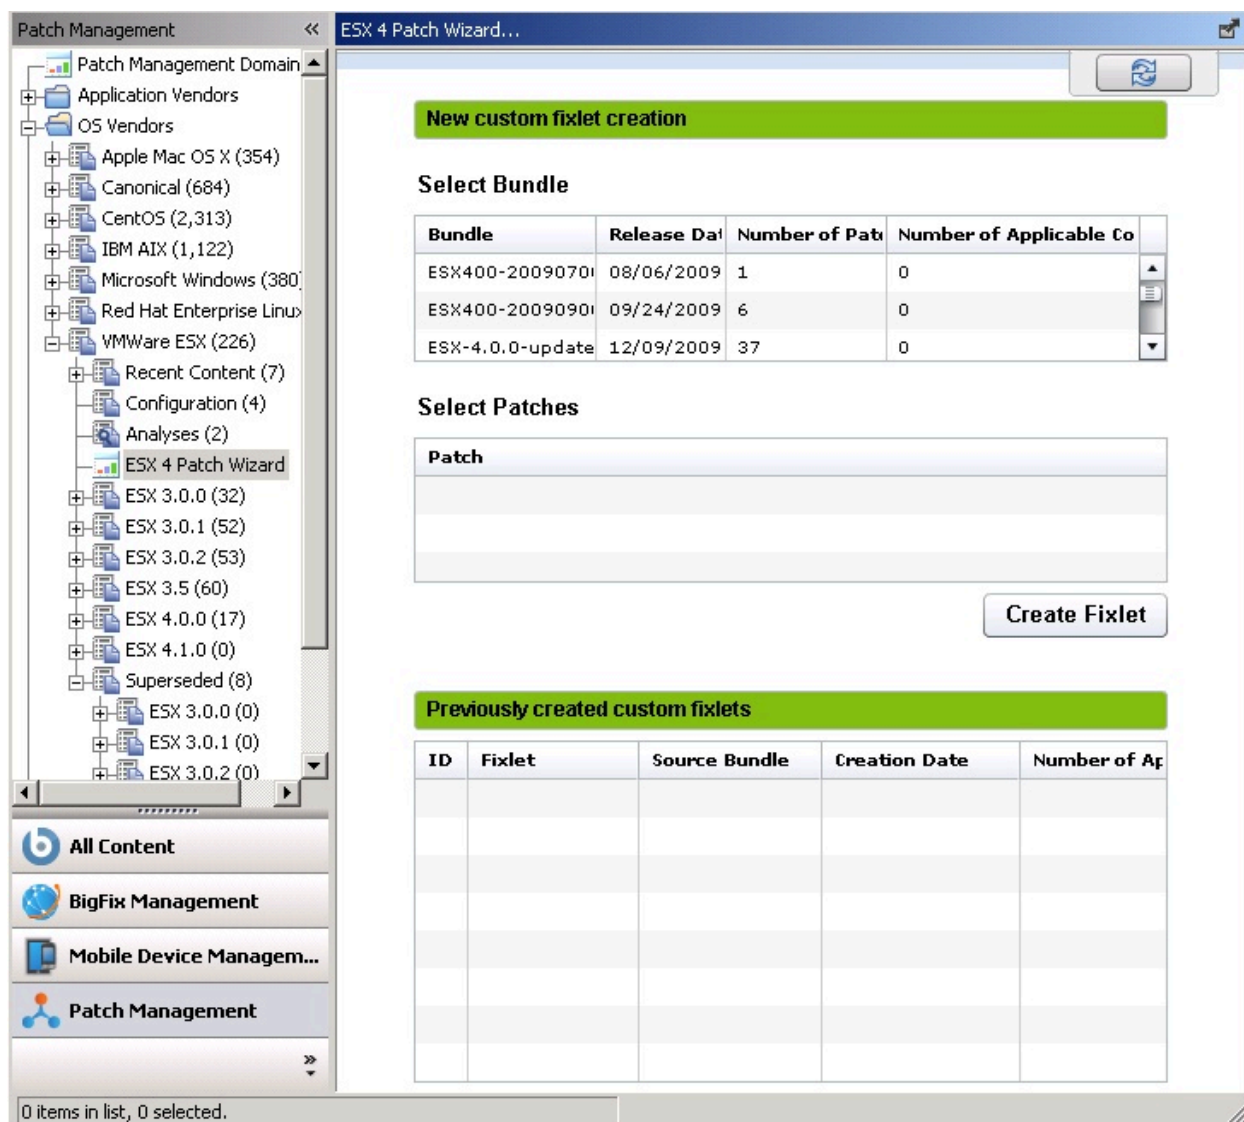 Patch Management
Patch Management Domain
Application Vendors
OS Vendors
Apple Mac OS X (354)
Canonical (684)
CentOS (2,313)
IBM AIX (1,122)
Microsoft Windows (380)
Red Hat Enterprise Linux
VMWare ESX (226)
Recent Content (7)
Configuration (4)
Analyses (2)
ESX 4 Patch Wizard
ESX 3.0.0 (32)
ESX 3.0.1 (52)
ESX 3.0.2 (53)
ESX 3.5 (60)
ESX 4.0.0 (17)
ESX 4.1.0 (0)
Superseded (8)
ESX 3.0.0 (0)
ESX 3.0.1 (0)
ESX 3.0.2 (0)
All Content
BigFix Management
Mobile Device Managem...
Patch Management
ESX 4 Patch Wizard...
New custom fixlet creation
Select Bundle
Bundle Release Dat Number of Patc Number of Applicable Co
ESX400-2009070 08/06/2009 1 0
ESX400-2009090 09/24/2009 6 0
ESX-4.0.0-update 12/09/2009 37 0
Select Patches
Patch
Create Fixlet
Previously created custom fixlets
ID Fixlet Source Bundle Creation Date Number of Ap
0 items in list, 0 selected.